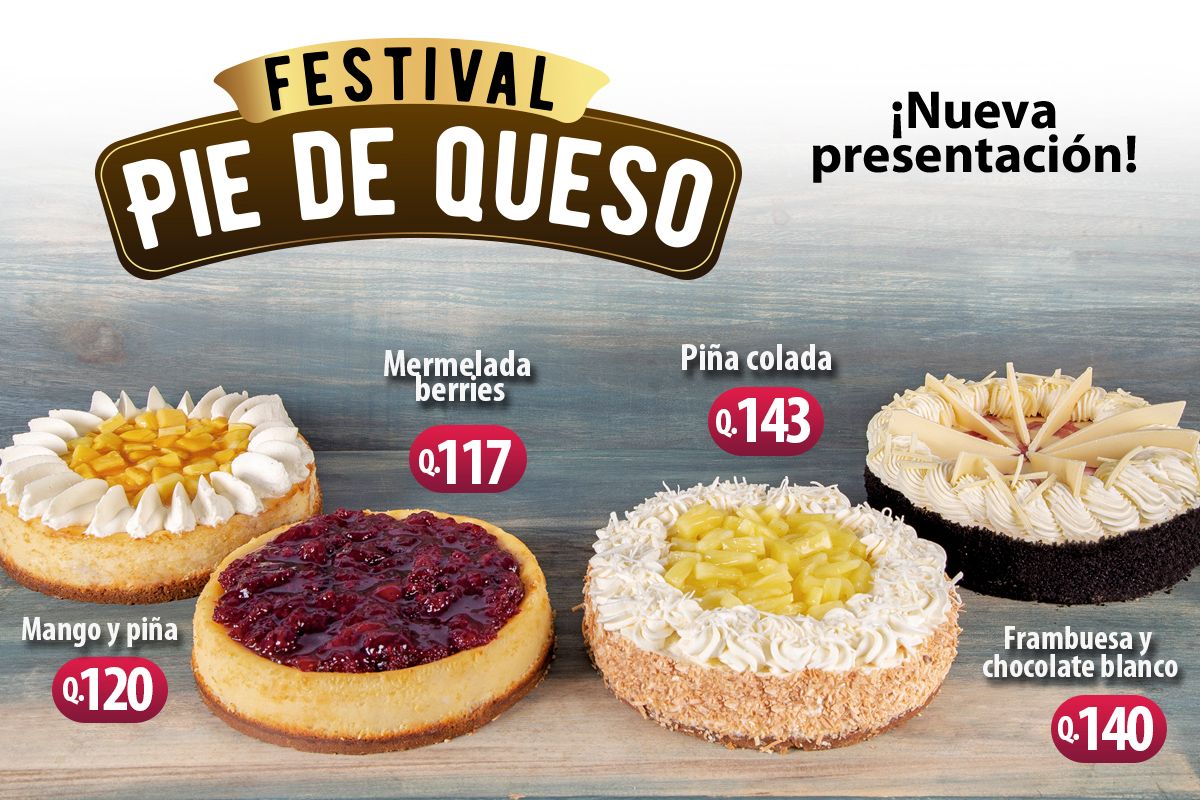 FESTIVAL
PIE DE QUESO
¡Nueva
presentación!
Mermelada
berries
Q.117
Piña colada
Q.143
Mango y piña
Q.120
Frambuesa y
chocolate blanco
Q.140